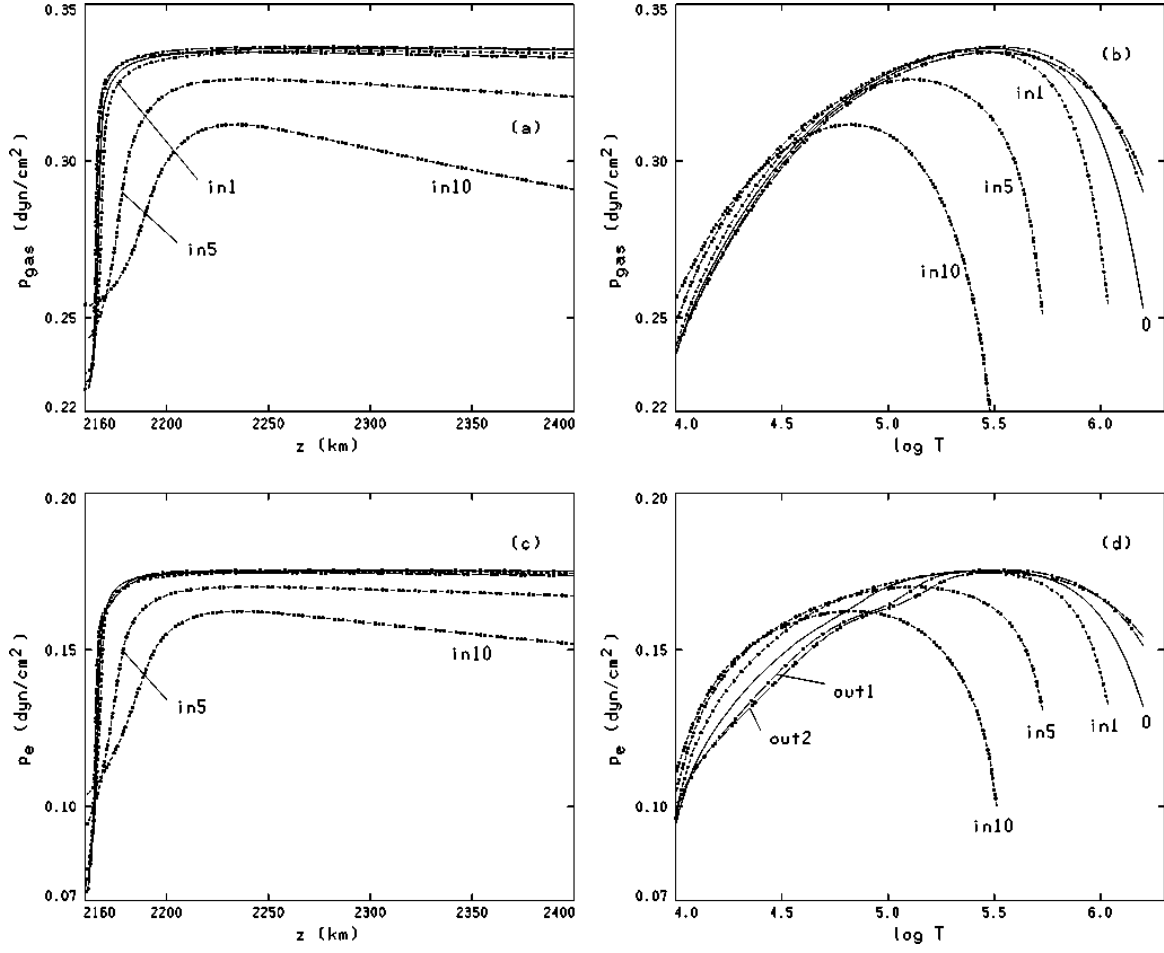 0.35
0.30
0.25
0.22
p_gas (dyn/cm²)
(a)
in1
in5
in10
2160 2200 2250 2300 2350 2400
z (km)
0.35
0.30
0.25
0.22
p_gas (dyn/cm²)
(b)
in1
in5
in10
0
4.0 4.5 5.0 5.5 6.0
log T
0.20
0.15
0.10
0.07
p_e (dyn/cm²)
(c)
in5
in10
2160 2200 2250 2300 2350 2400
z (km)
0.20
0.15
0.10
0.07
p_e (dyn/cm²)
(d)
out1
out2
in5 in1 0
in10
4.0 4.5 5.0 5.5 6.0
log T